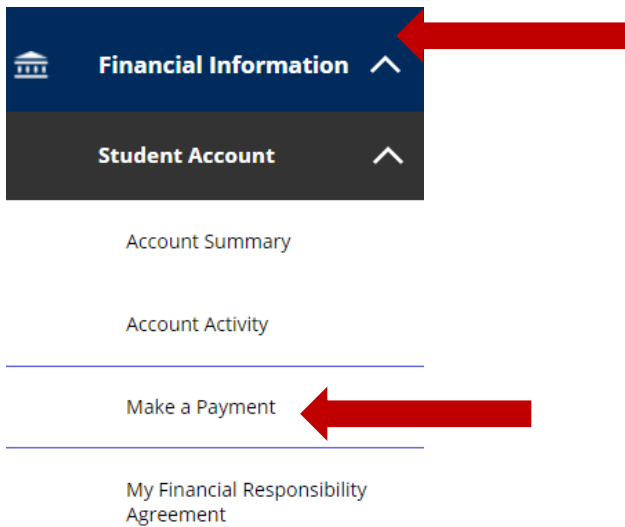 Financial Information
Student Account
Account Summary
Account Activity
Make a Payment
My Financial Responsibility
Agreement